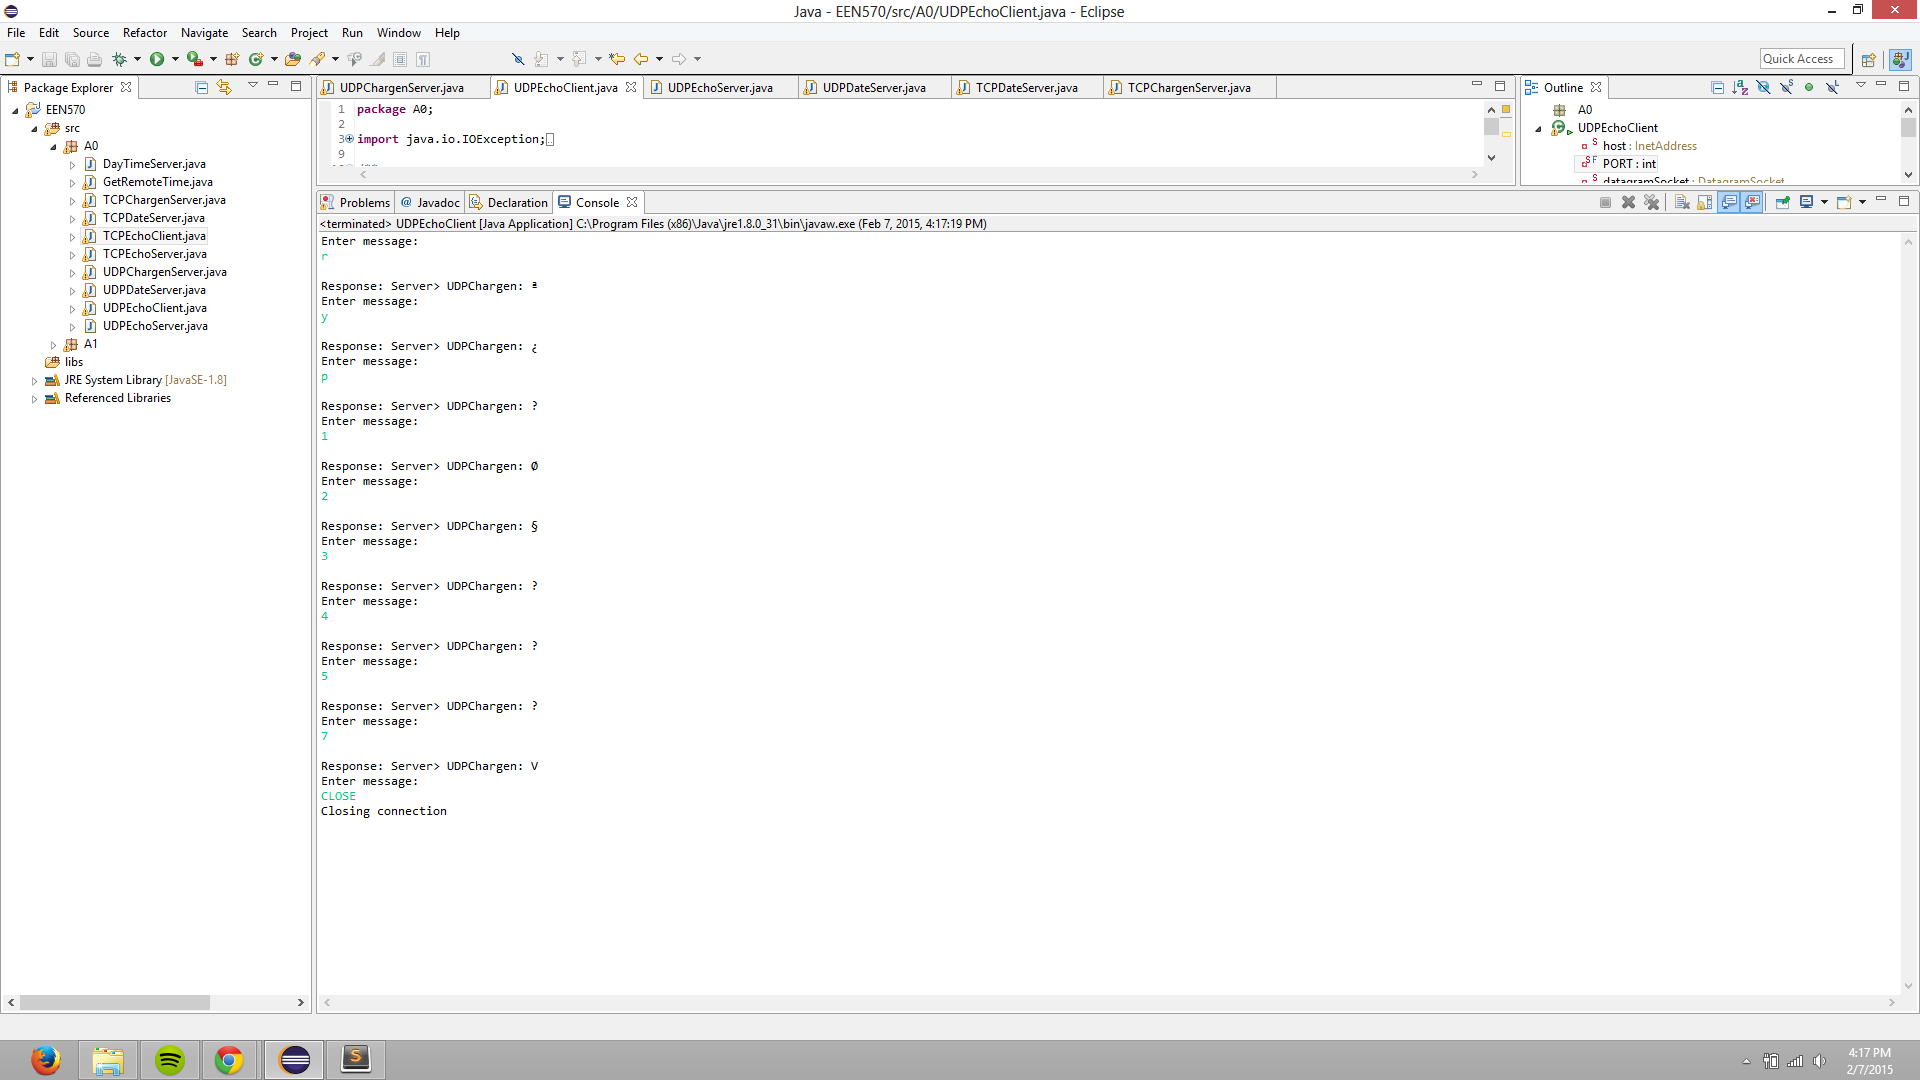 Java - EEN570/src/A0/UDPEchoClient.java - Eclipse
File Edit Source Refactor Navigate Search Project Run Window Help
Quick Access
Package Explorer
EEN570
src
A0
DayTimeServer.java
GetRemoteTime.java
TCPChargenServer.java
TCPDateServer.java
TCPEchoClient.java
TCPEchoServer.java
UDPChargenServer.java
UDPDateServer.java
UDPEchoClient.java
UDPEchoServer.java
A1
libs
JRE System Library [JavaSE-1.8]
Referenced Libraries
UDPChargenServer.java UDPEchoClient.java UDPEchoServer.java UDPDateServer.java TCPDateServer.java TCPChargenServer.java
1 package A0;
2
3 import java.io.IOException;
9
Outline
A0
UDPEchoClient
host : InetAddress
PORT : int
datagramSocket : DatagramSocket
Problems @ Javadoc Declaration Console
<terminated> UDPEchoClient [Java Application] C:\Program Files (x86)\Java\jre1.8.0_31\bin\javaw.exe (Feb 7, 2015, 4:17:19 PM)
Enter message:
r
Response: Server> UDPChargen: ª
Enter message:
y
Response: Server> UDPChargen: ¿
Enter message:
p
Response: Server> UDPChargen: ?
Enter message:
1
Response: Server> UDPChargen: Ø
Enter message:
2
Response: Server> UDPChargen: §
Enter message:
3
Response: Server> UDPChargen: ?
Enter message:
4
Response: Server> UDPChargen: ?
Enter message:
5
Response: Server> UDPChargen: ?
Enter message:
7
Response: Server> UDPChargen: V
Enter message:
CLOSE
Closing connection
4:17 PM
2/7/2015